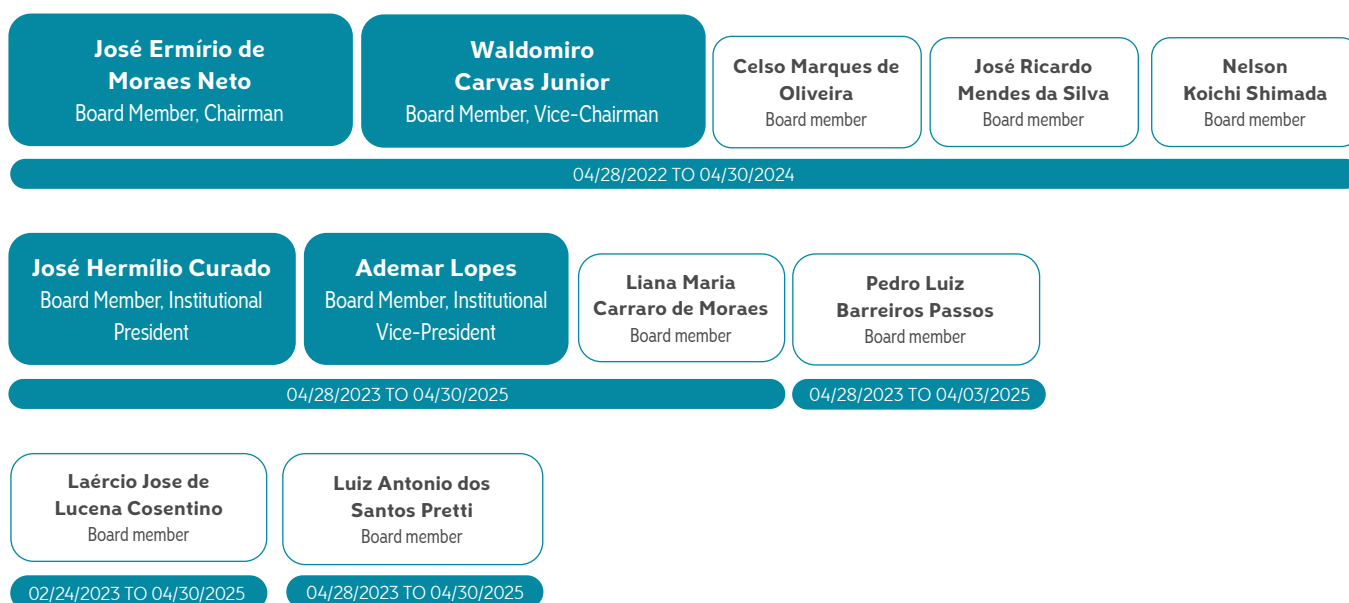 José Ermírio de
Moraes Neto
Board Member, Chairman
Waldomiro
Carvas Junior
Board Member, Vice-Chairman
Celso Marques de
Oliveira
Board member
José Ricardo
Mendes da Silva
Board member
Nelson
Koichi Shimada
Board member
04/28/2022 TO 04/30/2024
José Hermílio Curado
Board Member, Institutional
President
Ademar Lopes
Board Member, Institutional
Vice-President
Liana Maria
Carraro de Moraes
Board member
Pedro Luiz
Barreiros Passos
Board member
04/28/2023 TO 04/30/2025
04/28/2023 TO 04/03/2025
Laércio Jose de
Lucena Cosentino
Board member
Luiz Antonio dos
Santos Pretti
Board member
02/24/2023 TO 04/30/2025
04/28/2023 TO 04/30/2025